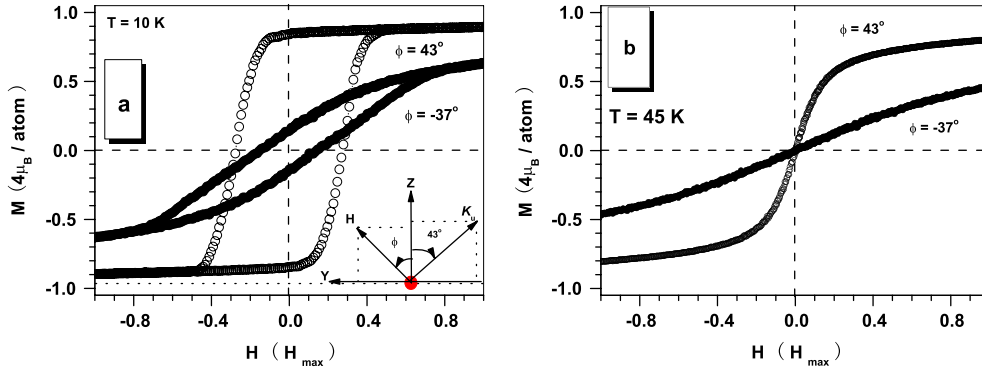 T = 10 K
a
ϕ = 43°
ϕ = -37°
M ( 4μB / atom )
1.0
0.5
0.0
-0.5
-1.0
Z
H
Ku
ϕ
43°
Y
-0.8 -0.4 0.0 0.4 0.8
H ( Hmax )
b
ϕ = 43°
T = 45 K
ϕ = -37°
M ( 4μB / atom )
1.0
0.5
0.0
-0.5
-1.0
-0.8 -0.4 0.0 0.4 0.8
H ( Hmax )